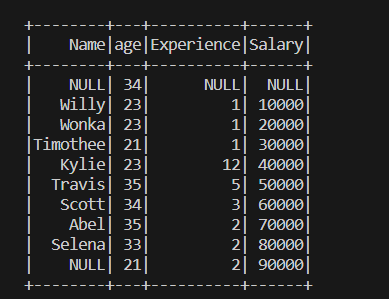 +--------+---+----------+------+
|    Name|age|Experience|Salary|
+--------+---+----------+------+
|    NULL| 34|      NULL|  NULL|
|   Willy| 23|         1| 10000|
|   Wonka| 23|         1| 20000|
|Timothee| 21|         1| 30000|
|   Kylie| 23|        12| 40000|
|  Travis| 35|         5| 50000|
|   Scott| 34|         3| 60000|
|    Abel| 35|         2| 70000|
|  Selena| 33|         2| 80000|
|    NULL| 21|         2| 90000|
+--------+---+----------+------+